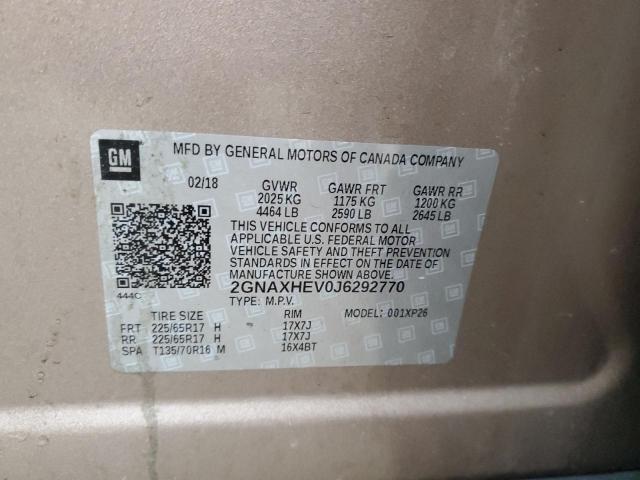 GM
MFD BY GENERAL MOTORS OF CANADA COMPANY
02/18 GVWR GAWR FRT GAWR RR
2025 KG 1175 KG 1200 KG
4464 LB 2590 LB 2645 LB
THIS VEHICLE CONFORMS TO ALL
APPLICABLE U.S. FEDERAL MOTOR
VEHICLE SAFETY AND THEFT PREVENTION
STANDARDS IN EFFECT ON THE DATE OF
MANUFACTURE SHOWN ABOVE.
444C
2GNAXHEV0J6292770
TYPE: M.P.V.
TIRE SIZE RIM MODEL: 001XP26
FRT 225/65R17 H 17X7J
RR 225/65R17 H 17X7J
SPA T135/70R16 M 16X4BT